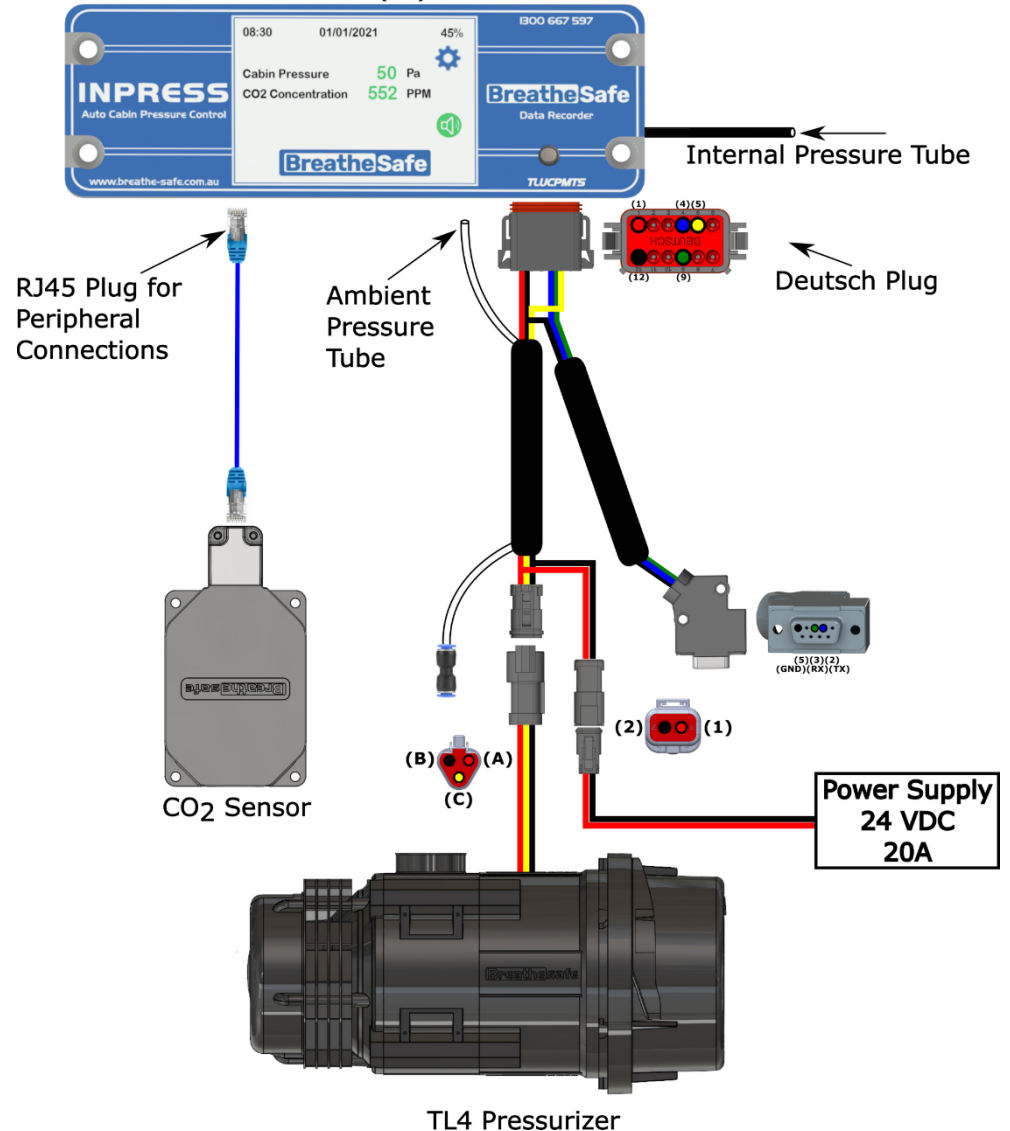 1300 667 597
08:30 01/01/2021 45%
Cabin Pressure 50 Pa
CO2 Concentration 552 PPM
INPRESS
Auto Cabin Pressure Control
BreatheSafe
Data Recorder
BreatheSafe
www.breathe-safe.com.au
TLUCPMTS
Internal Pressure Tube
(1) (4)(5)
DEUTSCH
(12) (9)
Deutsch Plug
RJ45 Plug for
Peripheral
Connections
Ambient
Pressure
Tube
(5)(3)(2)
(GND)(RX)(TX)
Breathesafe
(2) (1)
(B) (A)
(C)
CO2 Sensor
Power Supply
24 VDC
20A
Breathesafe
TL4 Pressurizer